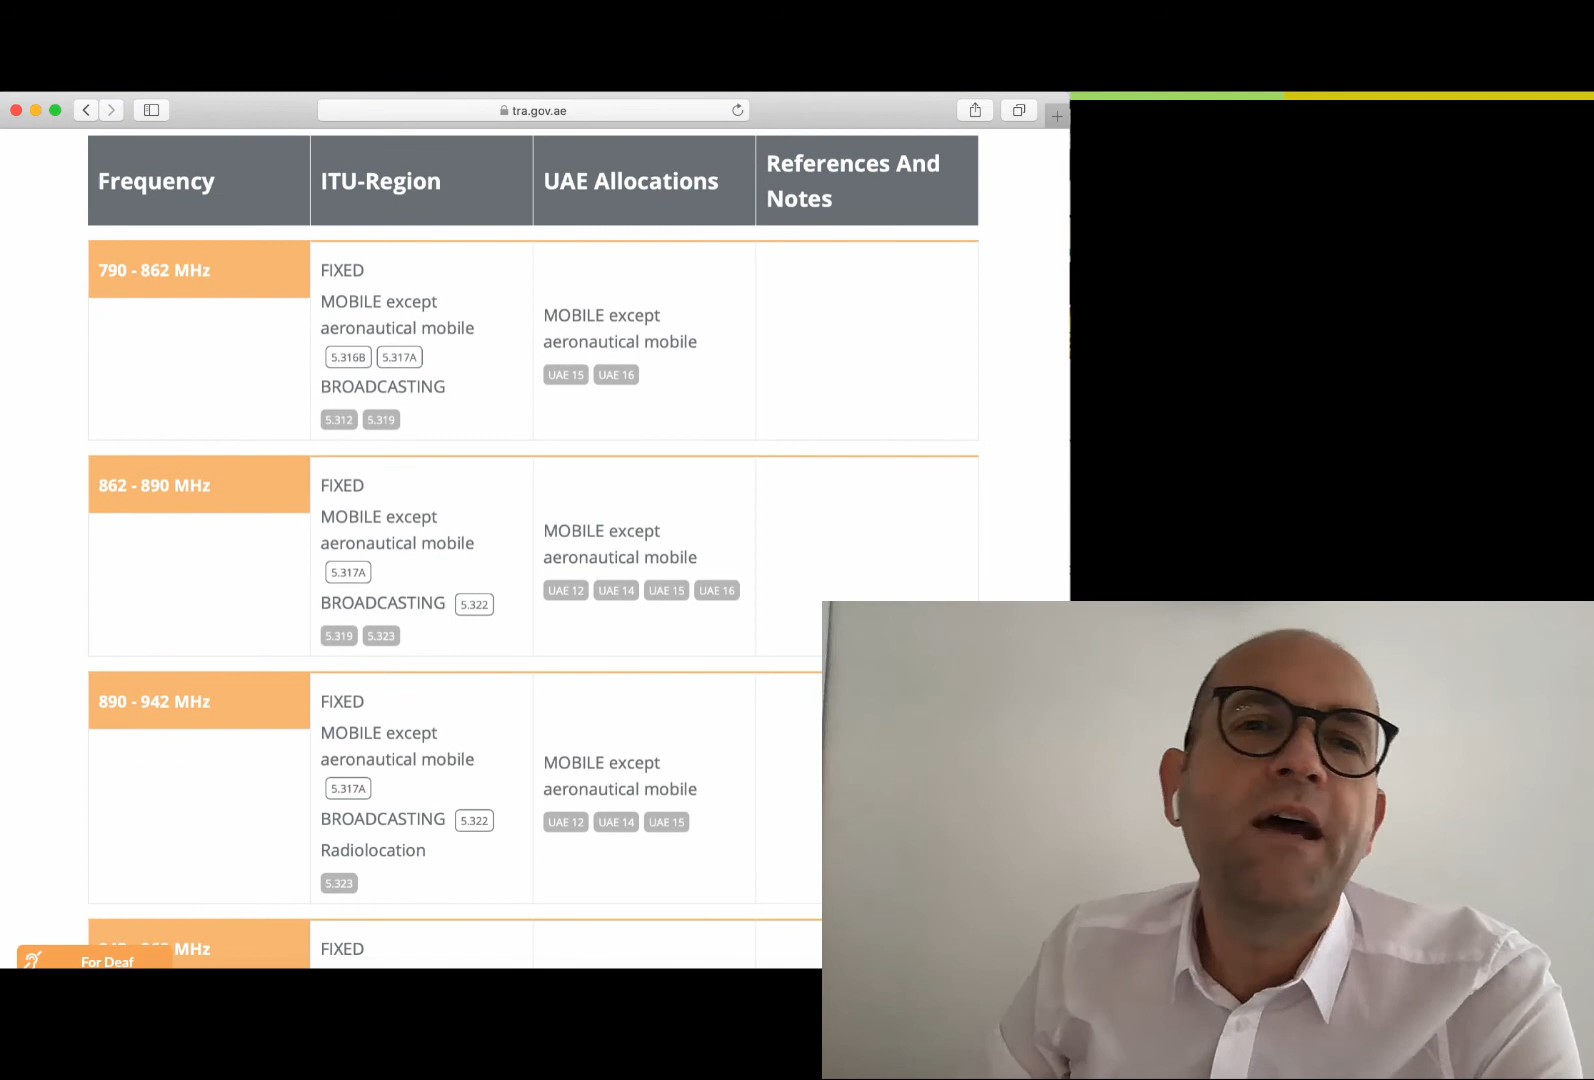 tra.gov.ae
Frequency
ITU-Region
UAE Allocations
References And
Notes
790 - 862 MHz
FIXED
MOBILE except
aeronautical mobile
5.316B 5.317A
BROADCASTING
5.312 5.319
MOBILE except
aeronautical mobile
UAE 15 UAE 16
862 - 890 MHz
FIXED
MOBILE except
aeronautical mobile
5.317A
BROADCASTING 5.322
5.319 5.323
MOBILE except
aeronautical mobile
UAE 12 UAE 14 UAE 15 UAE 16
890 - 942 MHz
FIXED
MOBILE except
aeronautical mobile
5.317A
BROADCASTING 5.322
Radiolocation
5.323
MOBILE except
aeronautical mobile
UAE 12 UAE 14 UAE 15
MHz
FIXED
For Deaf